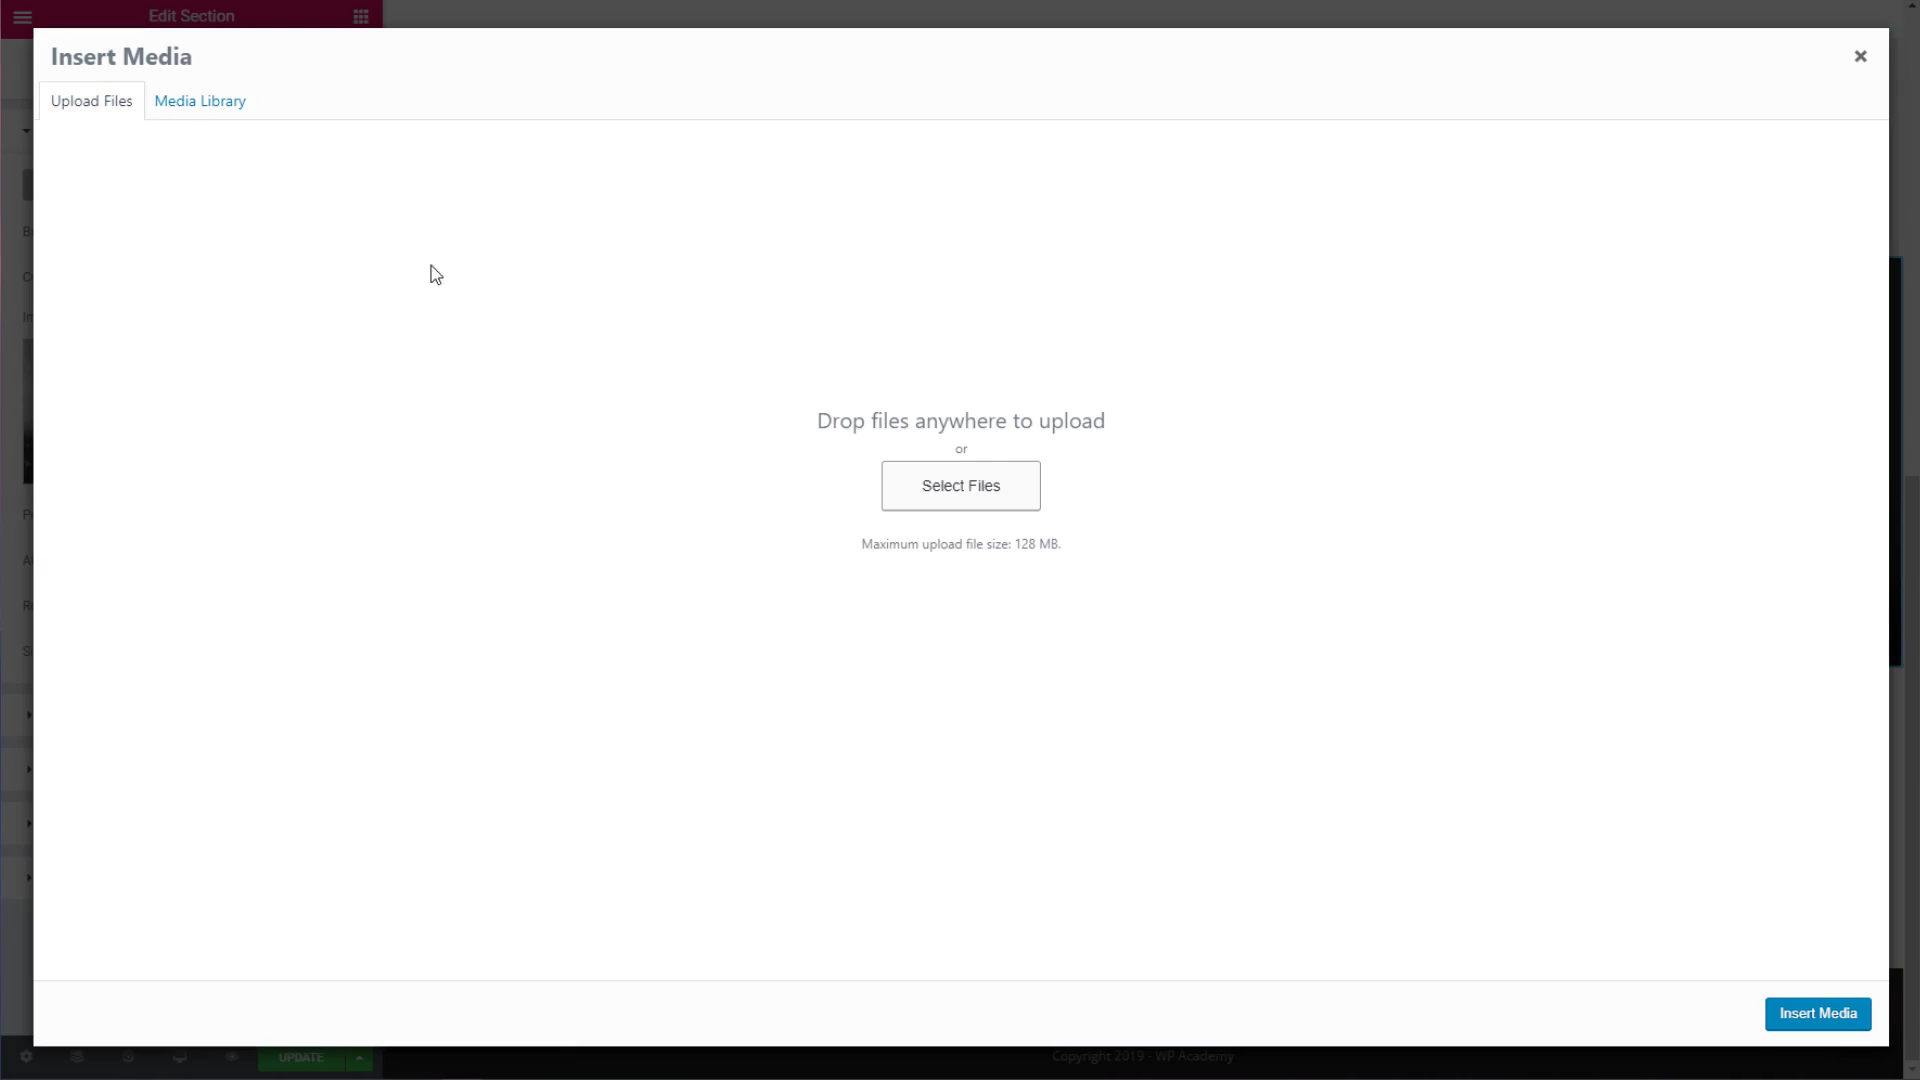 Edit Section
Insert Media
Upload Files
Media Library
Drop files anywhere to upload
or
Select Files
Maximum upload file size: 128 MB.
Insert Media
UPDATE
Copyright 2019 - WP Academy